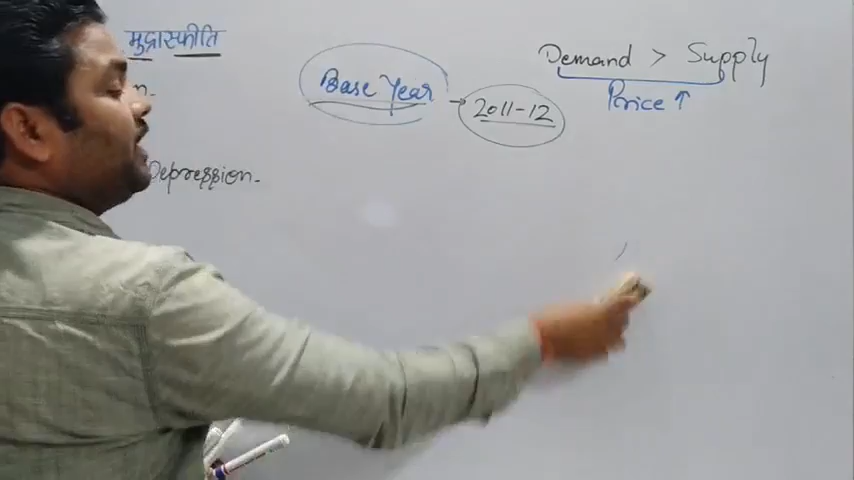 मुद्रास्फीति
Base Year → 2011-12
Depression.
Demand > Supply
Price ↑